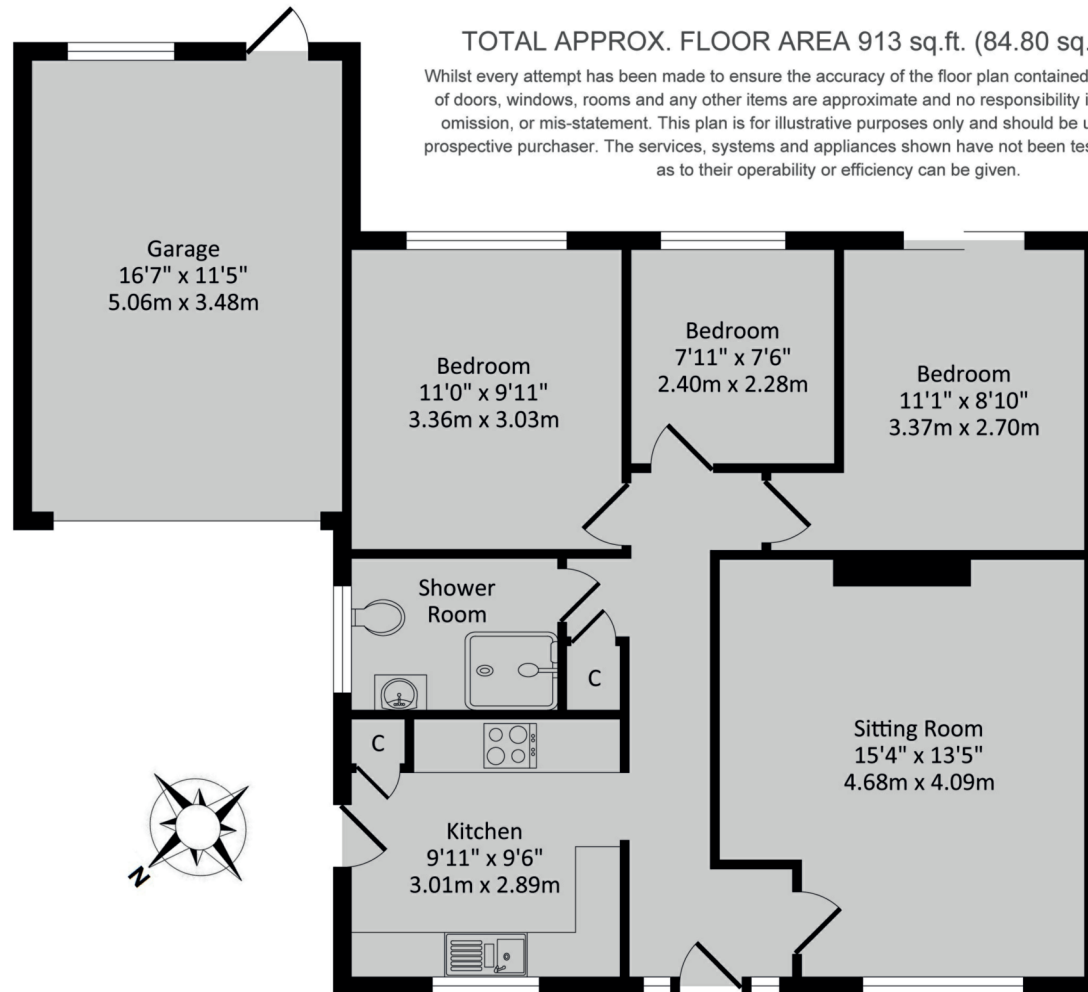 TOTAL APPROX. FLOOR AREA 913 sq.ft. (84.80 sq.
Whilst every attempt has been made to ensure the accuracy of the floor plan contained
of doors, windows, rooms and any other items are approximate and no responsibility
omission, or mis-statement. This plan is for illustrative purposes only and should be
prospective purchaser. The services, systems and appliances shown have not been
as to their operability or efficiency can be given.
Garage
16'7" x 11'5"
5.06m x 3.48m
Bedroom
11'0" x 9'11"
3.36m x 3.03m
Bedroom
7'11" x 7'6"
2.40m x 2.28m
Bedroom
11'1" x 8'10"
3.37m x 2.70m
Shower
Room
C
Sitting Room
15'4" x 13'5"
4.68m x 4.09m
C
Kitchen
9'11" x 9'6"
3.01m x 2.89m
N